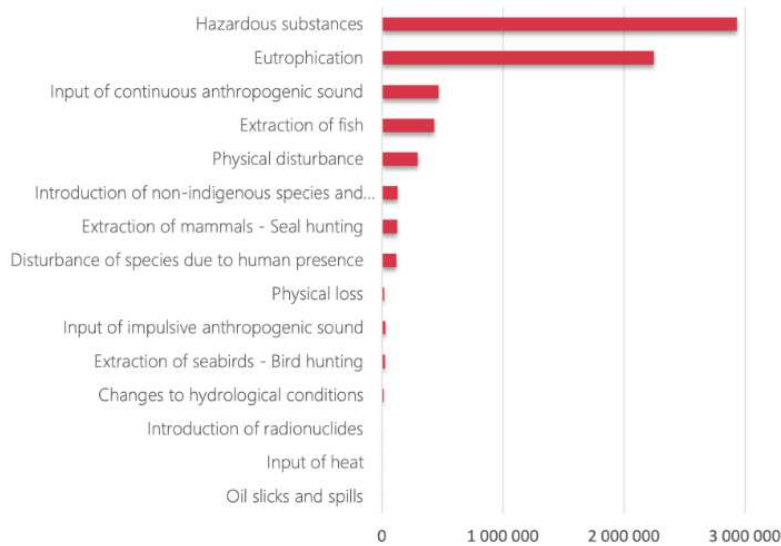 Hazardous substances
Eutrophication
Input of continuous anthropogenic sound
Extraction of fish
Physical disturbance
Introduction of non-indigenous species and...
Extraction of mammals - Seal hunting
Disturbance of species due to human presence
Physical loss
Input of impulsive anthropogenic sound
Extraction of seabirds - Bird hunting
Changes to hydrological conditions
Introduction of radionuclides
Input of heat
Oil slicks and spills
0 1 000 000 2 000 000 3 000 000